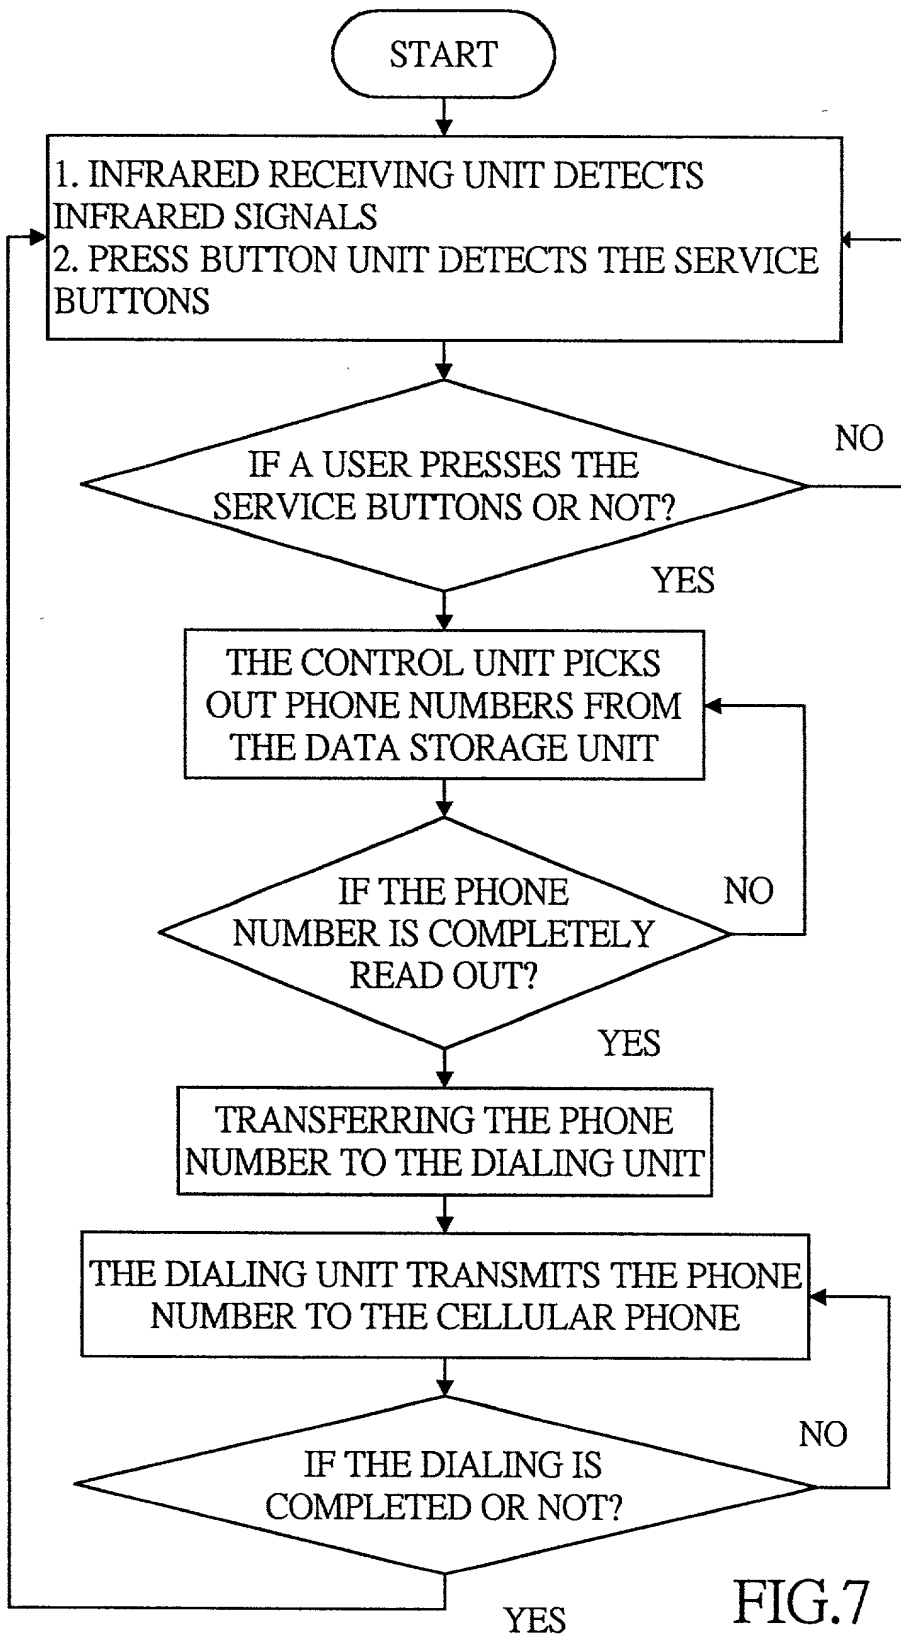 START
1. INFRARED RECEIVING UNIT DETECTS
INFRARED SIGNALS
2. PRESS BUTTON UNIT DETECTS THE SERVICE
BUTTONS
NO
IF A USER PRESSES THE
SERVICE BUTTONS OR NOT?
YES
THE CONTROL UNIT PICKS
OUT PHONE NUMBERS FROM
THE DATA STORAGE UNIT
IF THE PHONE
NUMBER IS COMPLETELY
READ OUT?
NO
YES
TRANSFERRING THE PHONE
NUMBER TO THE DIALING UNIT
THE DIALING UNIT TRANSMITS THE PHONE
NUMBER TO THE CELLULAR PHONE
NO
IF THE DIALING IS
COMPLETED OR NOT?
YES
FIG.7